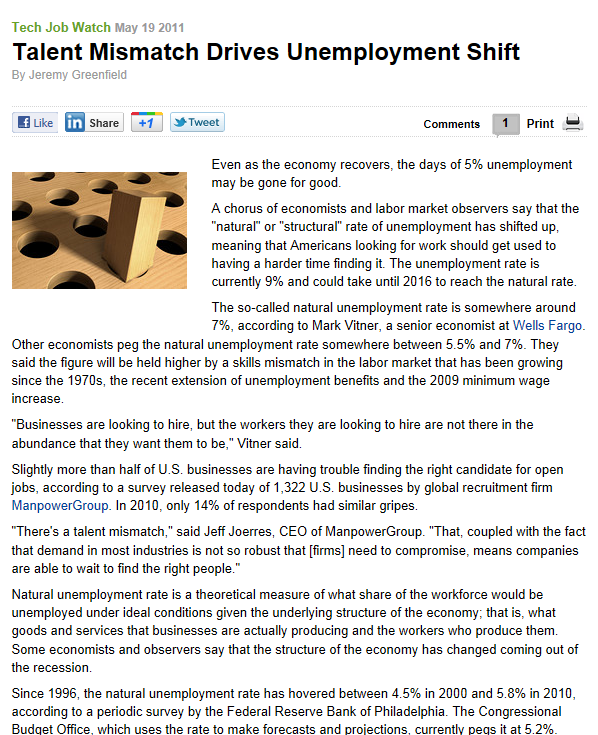 Tech Job Watch May 19 2011
Talent Mismatch Drives Unemployment Shift
By Jeremy Greenfield
Like Share +1 Tweet Comments 1 Print
Even as the economy recovers, the days of 5% unemployment
may be gone for good.
A chorus of economists and labor market observers say that the
"natural" or "structural" rate of unemployment has shifted up,
meaning that Americans looking for work should get used to
having a harder time finding it. The unemployment rate is
currently 9% and could take until 2016 to reach the natural rate.
The so-called natural unemployment rate is somewhere around
7%, according to Mark Vitner, a senior economist at Wells Fargo.
Other economists peg the natural unemployment rate somewhere between 5.5% and 7%. They
said the figure will be held higher by a skills mismatch in the labor market that has been growing
since the 1970s, the recent extension of unemployment benefits and the 2009 minimum wage
increase.
"Businesses are looking to hire, but the workers they are looking to hire are not there in the
abundance that they want them to be," Vitner said.
Slightly more than half of U.S. businesses are having trouble finding the right candidate for open
jobs, according to a survey released today of 1,322 U.S. businesses by global recruitment firm
ManpowerGroup. In 2010, only 14% of respondents had similar gripes.
"There's a talent mismatch," said Jeff Joerres, CEO of ManpowerGroup. "That, coupled with the fact
that demand in most industries is not so robust that [firms] need to compromise, means companies
are able to wait to find the right people."
Natural unemployment rate is a theoretical measure of what share of the workforce would be
unemployed under ideal conditions given the underlying structure of the economy; that is, what
goods and services that businesses are actually producing and the workers who produce them.
Some economists and observers say that the structure of the economy has changed coming out of
the recession.
Since 1996, the natural unemployment rate has hovered between 4.5% in 2000 and 5.8% in 2010,
according to a periodic survey by the Federal Reserve Bank of Philadelphia. The Congressional
Budget Office, which uses the rate to make forecasts and projections, currently pegs it at 5.2%.